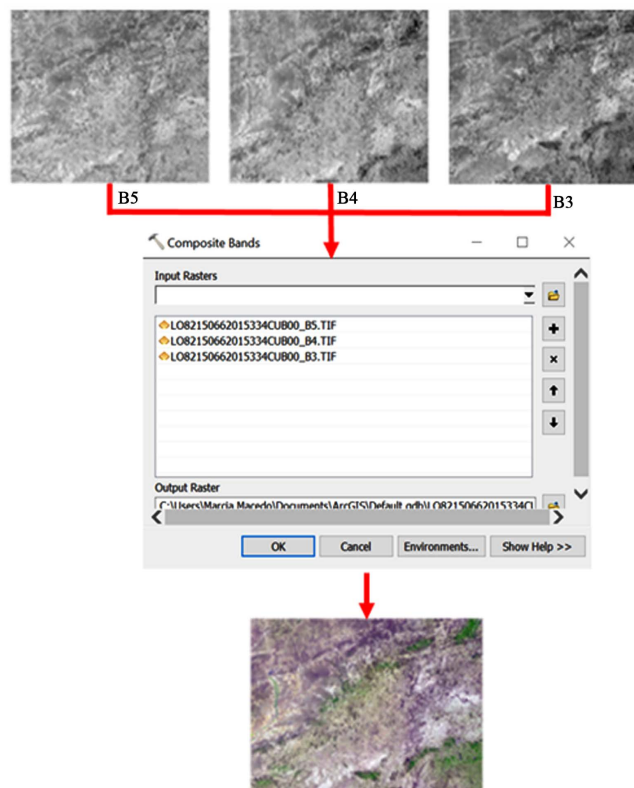 B5
B4
B3
Composite Bands
Input Rasters
LO82150662015334CUB00_B5.TIF
LO82150662015334CUB00_B4.TIF
LO82150662015334CUB00_B3.TIF
Output Raster
C:\Users\Marcia Macedo\Documents\ArcGIS\Default.gdb\LO82150662015334CU
OK
Cancel
Environments...
Show Help >>